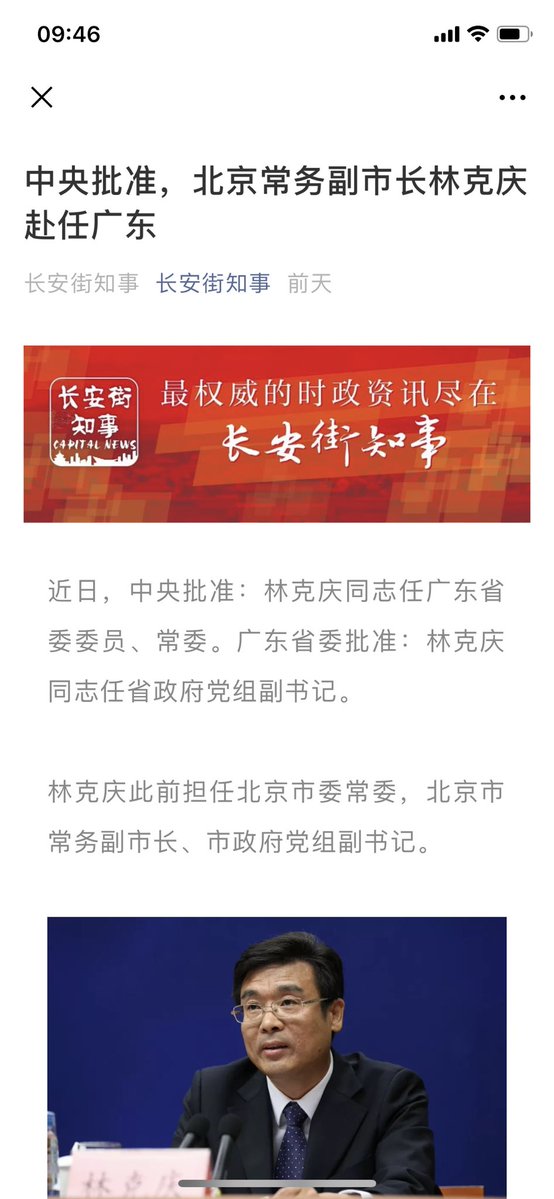 09:46
中央批准，北京常务副市长林克庆
赴任广东
长安街知事 长安街知事 前天
长安街
知事
CAPITAL NEWS
最权威的时政资讯尽在
长安街知事
近日，中央批准：林克庆同志任广东省
委委员、常委。广东省委批准：林克庆
同志任省政府党组副书记。
林克庆此前担任北京市委常委，北京市
常务副市长、市政府党组副书记。
林克庆